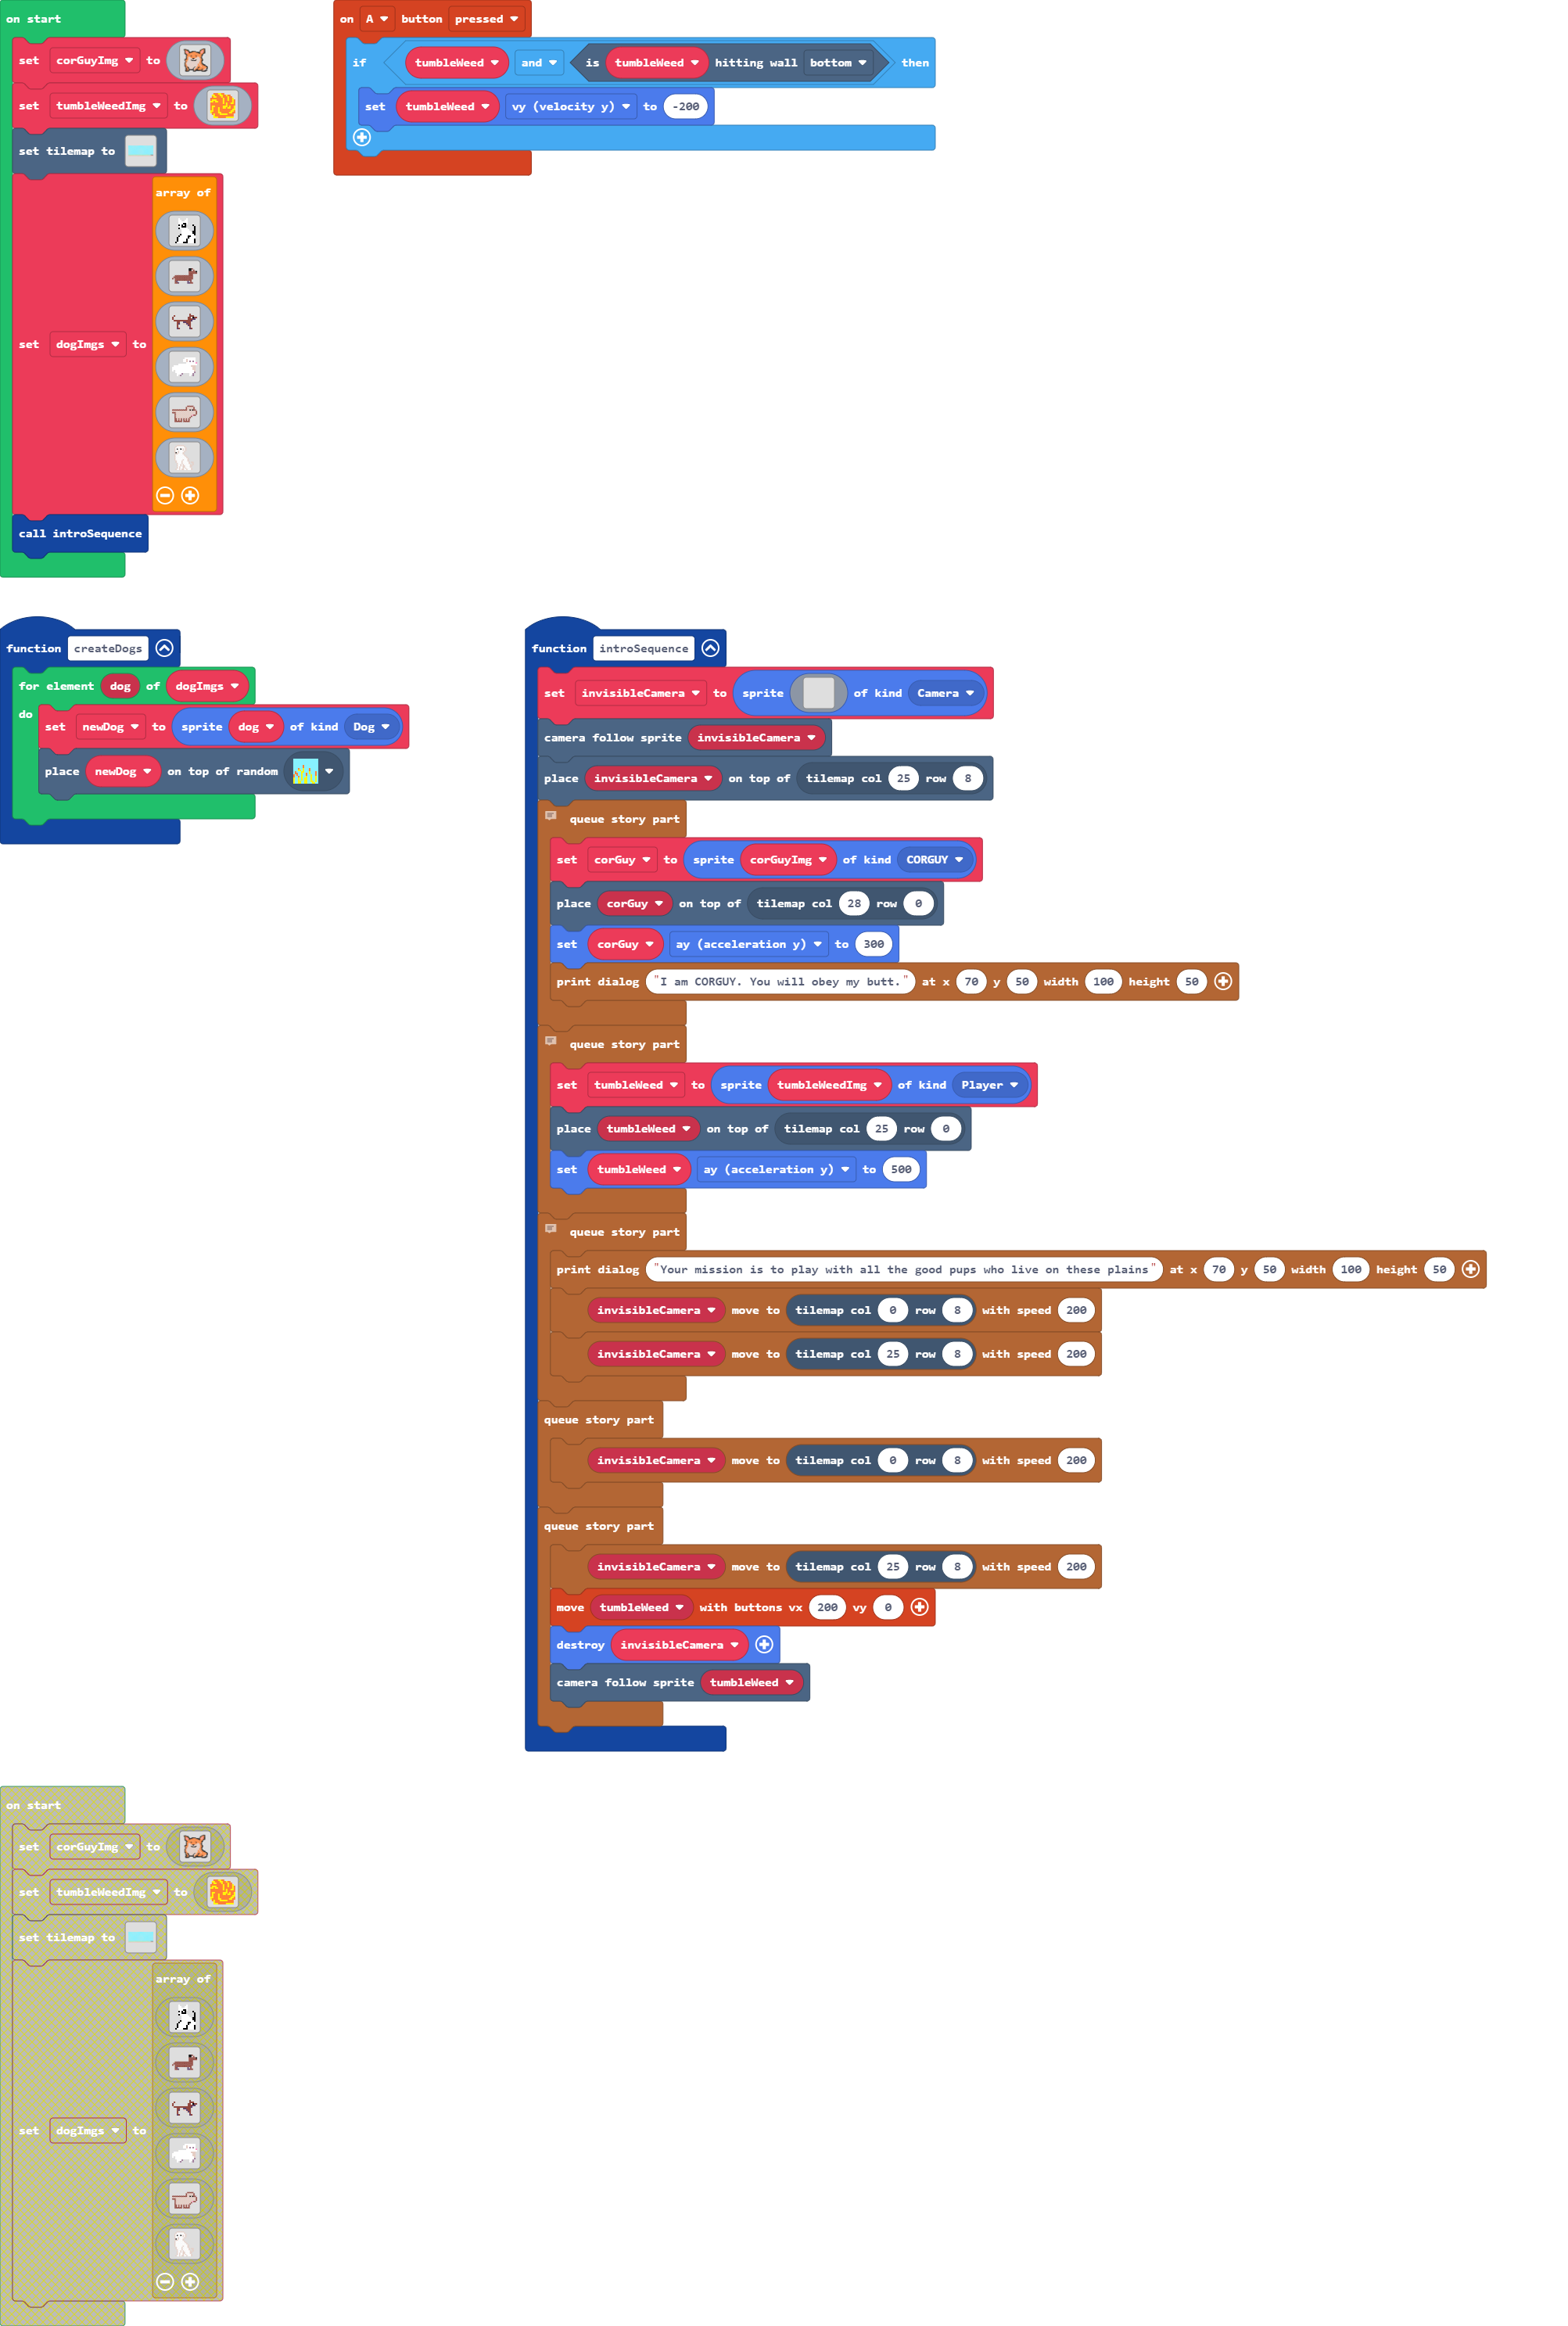 on start
set corGuyImg to
set tumbleWeedImg to
set tilemap to
array of
set dogImgs to
call introSequence
on A button pressed
if tumbleWeed and is tumbleWeed hitting wall bottom then
set tumbleWeed vy (velocity y) to -200
function createDogs
for element dog of dogImgs
do
set newDog to sprite dog of kind Dog
place newDog on top of random
function introSequence
set invisibleCamera to sprite of kind Camera
camera follow sprite invisibleCamera
place invisibleCamera on top of tilemap col 25 row 8
queue story part
set corGuy to sprite corGuyImg of kind CORGUY
place corGuy on top of tilemap col 28 row 0
set corGuy ay (acceleration y) to 300
print dialog "I am CORGUY. You will obey my butt." at x 70 y 50 width 100 height 50
queue story part
set tumbleWeed to sprite tumbleWeedImg of kind Player
place tumbleWeed on top of tilemap col 25 row 0
set tumbleWeed ay (acceleration y) to 500
queue story part
print dialog "Your mission is to play with all the good pups who live on these plains" at x 70 y 50 width 100 height 50
invisibleCamera move to tilemap col 0 row 8 with speed 200
invisibleCamera move to tilemap col 25 row 8 with speed 200
queue story part
invisibleCamera move to tilemap col 0 row 8 with speed 200
queue story part
invisibleCamera move to tilemap col 25 row 8 with speed 200
move tumbleWeed with buttons vx 200 vy 0
destroy invisibleCamera
camera follow sprite tumbleWeed
on start
set corGuyImg to
set tumbleWeedImg to
set tilemap to
array of
set dogImgs to